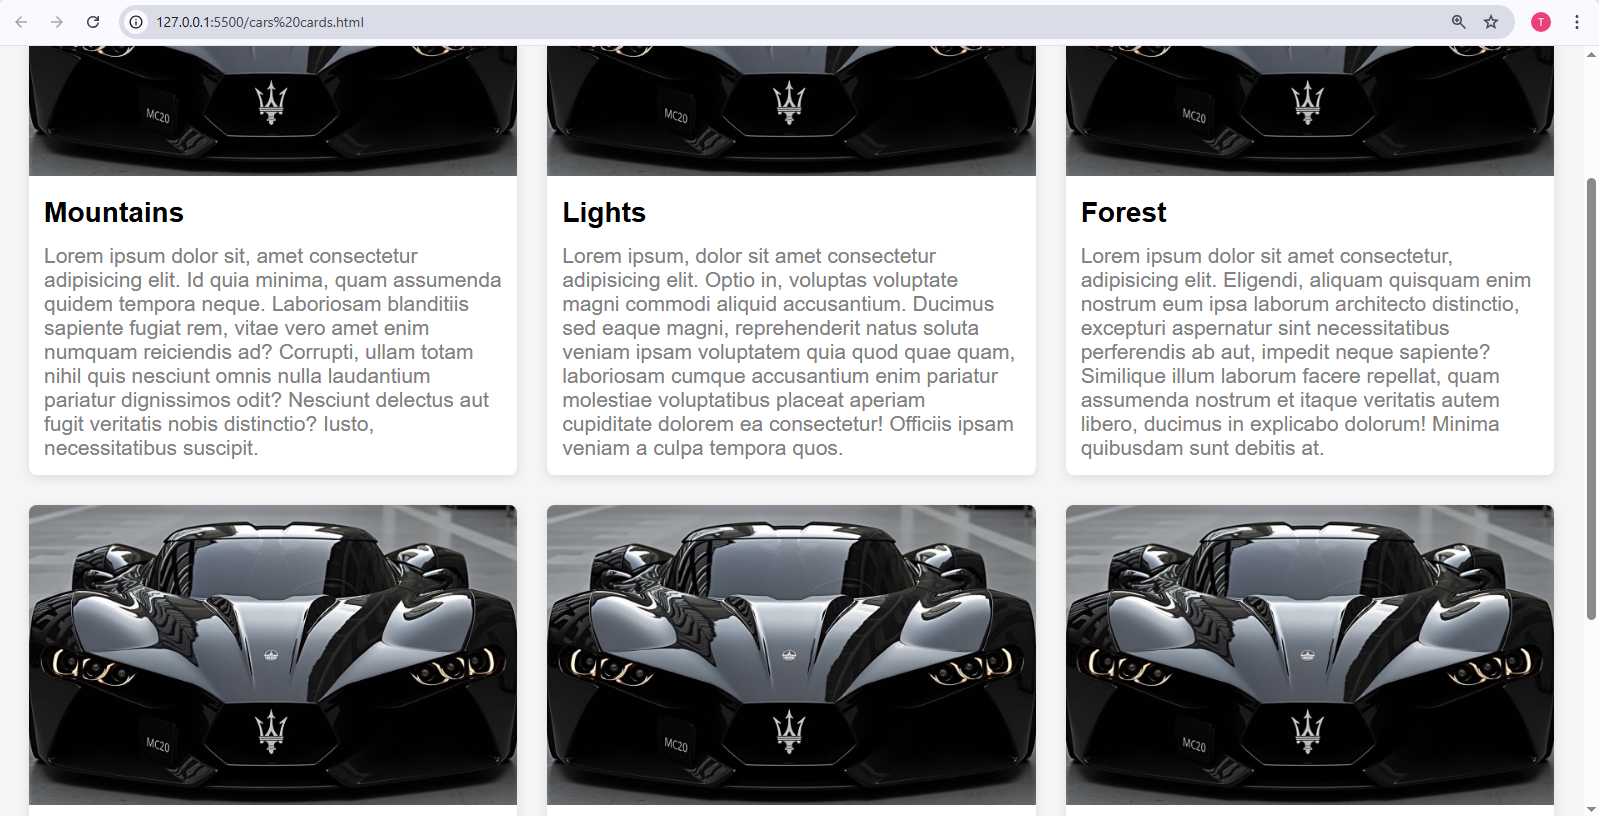 127.0.0.1:5500/cars%20cards.html
T
MC20
MC20
MC20
Mountains
Lorem ipsum dolor sit, amet consectetur
adipisicing elit. Id quia minima, quam assumenda
quidem tempora neque. Laboriosam blanditiis
sapiente fugiat rem, vitae vero amet enim
numquam reiciendis ad? Corrupti, ullam totam
nihil quis nesciunt omnis nulla laudantium
pariatur dignissimos odit? Nesciunt delectus aut
fugit veritatis nobis distinctio? Iusto,
necessitatibus suscipit.
Lights
Lorem ipsum, dolor sit amet consectetur
adipisicing elit. Optio in, voluptas voluptate
magni commodi aliquid accusantium. Ducimus
sed eaque magni, reprehenderit natus soluta
veniam ipsam voluptatem quia quod quae quam,
laboriosam cumque accusantium enim pariatur
molestiae voluptatibus placeat aperiam
cupiditate dolorem ea consectetur! Officiis ipsam
veniam a culpa tempora quos.
Forest
Lorem ipsum dolor sit amet consectetur,
adipisicing elit. Eligendi, aliquam quisquam enim
nostrum eum ipsa laborum architecto distinctio,
excepturi aspernatur sint necessitatibus
perferendis ab aut, impedit neque sapiente?
Similique illum laborum facere repellat, quam
assumenda nostrum et itaque veritatis autem
libero, ducimus in explicabo dolorum! Minima
quibusdam sunt debitis at.
MC20
MC20
MC20